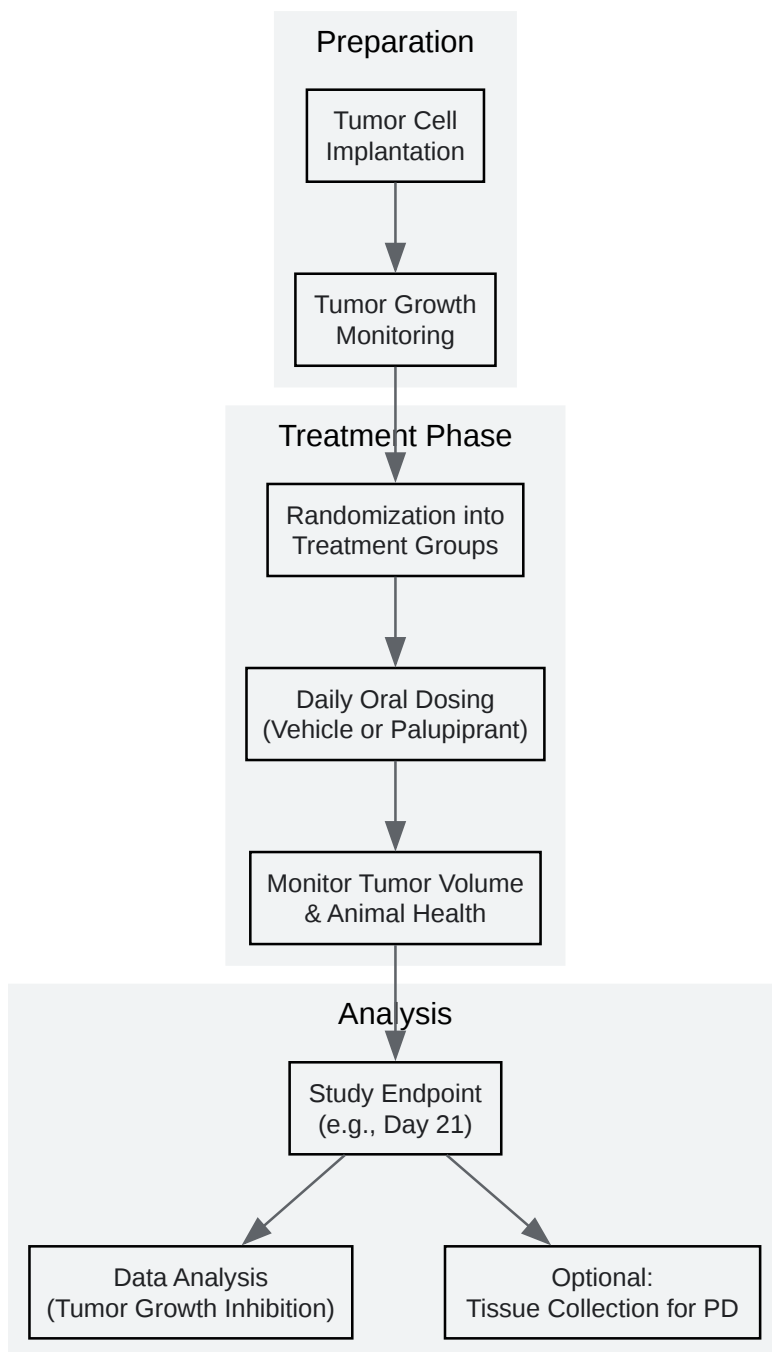 Preparation
Tumor Cell
Implantation
Tumor Growth
Monitoring
Treatment Phase
Randomization into
Treatment Groups
Daily Oral Dosing
(Vehicle or Palupiprant)
Monitor Tumor Volume
& Animal Health
Analysis
Study Endpoint
(e.g., Day 21)
Data Analysis
(Tumor Growth Inhibition)
Optional:
Tissue Collection for PD